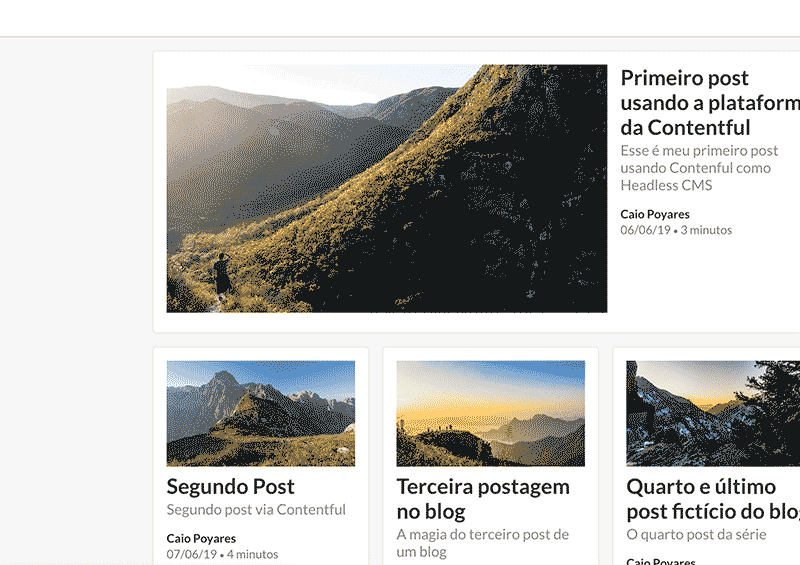 Primeiro post
usando a plataform
da Contentful
Esse é meu primeiro post
usando Contenful como
Headless CMS
Caio Poyares
06/06/19 • 3 minutos
Segundo Post
Segundo post via Contentful
Caio Poyares
07/06/19 • 4 minutos
Terceira postagem
no blog
A magia do terceiro post de
um blog
Quarto e último
post fictício do blog
O quarto post da série
Caio Poyares